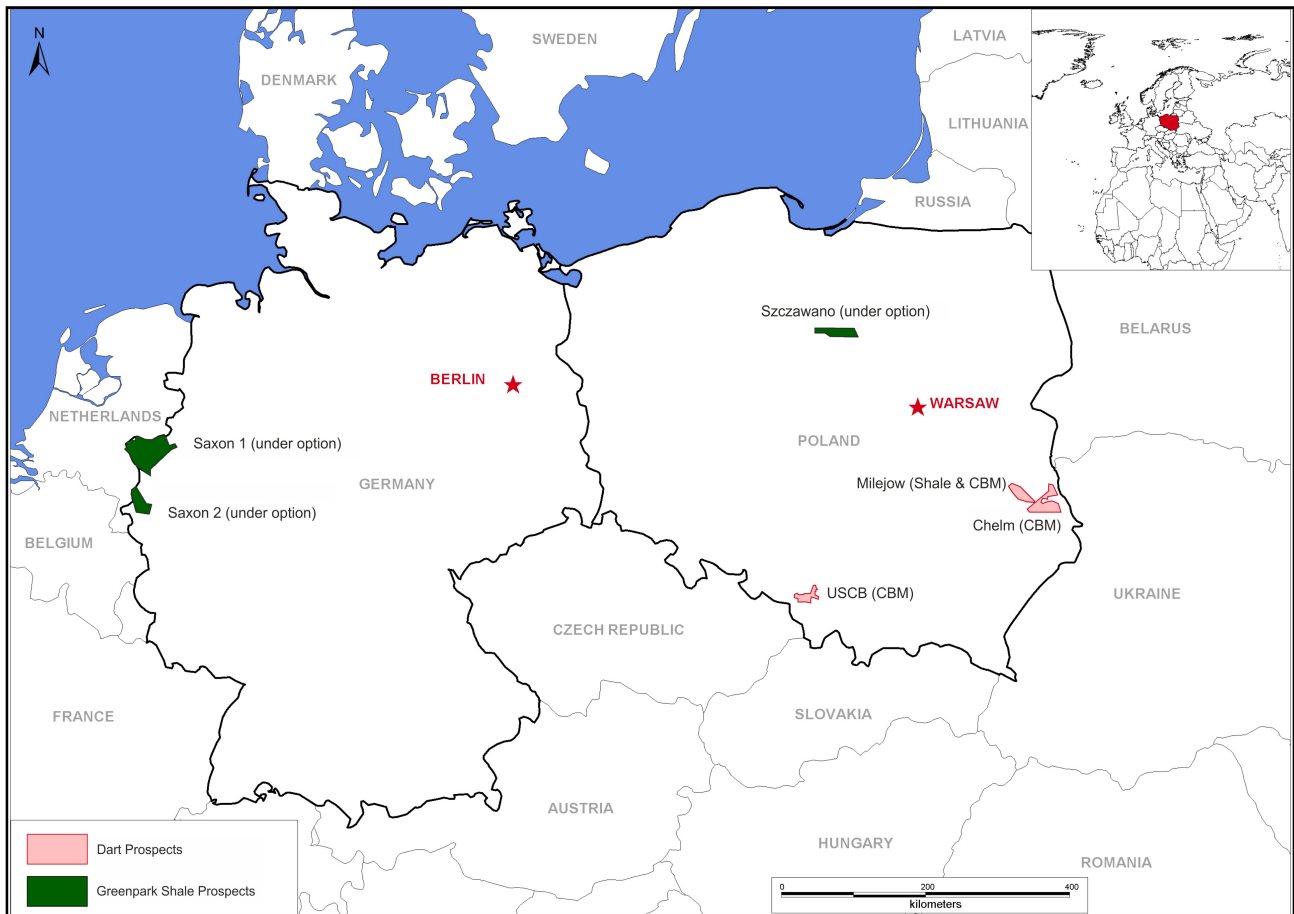 N
SWEDEN
LATVIA
DENMARK
LITHUANIA
RUSSIA
Szczawano (under option)
BELARUS
BERLIN
WARSAW
NETHERLANDS
POLAND
Saxon 1 (under option)
GERMANY
Milejow (Shale & CBM)
Saxon 2 (under option)
Chelm (CBM)
BELGIUM
USCB (CBM)
UKRAINE
CZECH REPUBLIC
FRANCE
SLOVAKIA
AUSTRIA
HUNGARY
ROMANIA
Dart Prospects
Greenpark Shale Prospects
0 200 400
kilometers